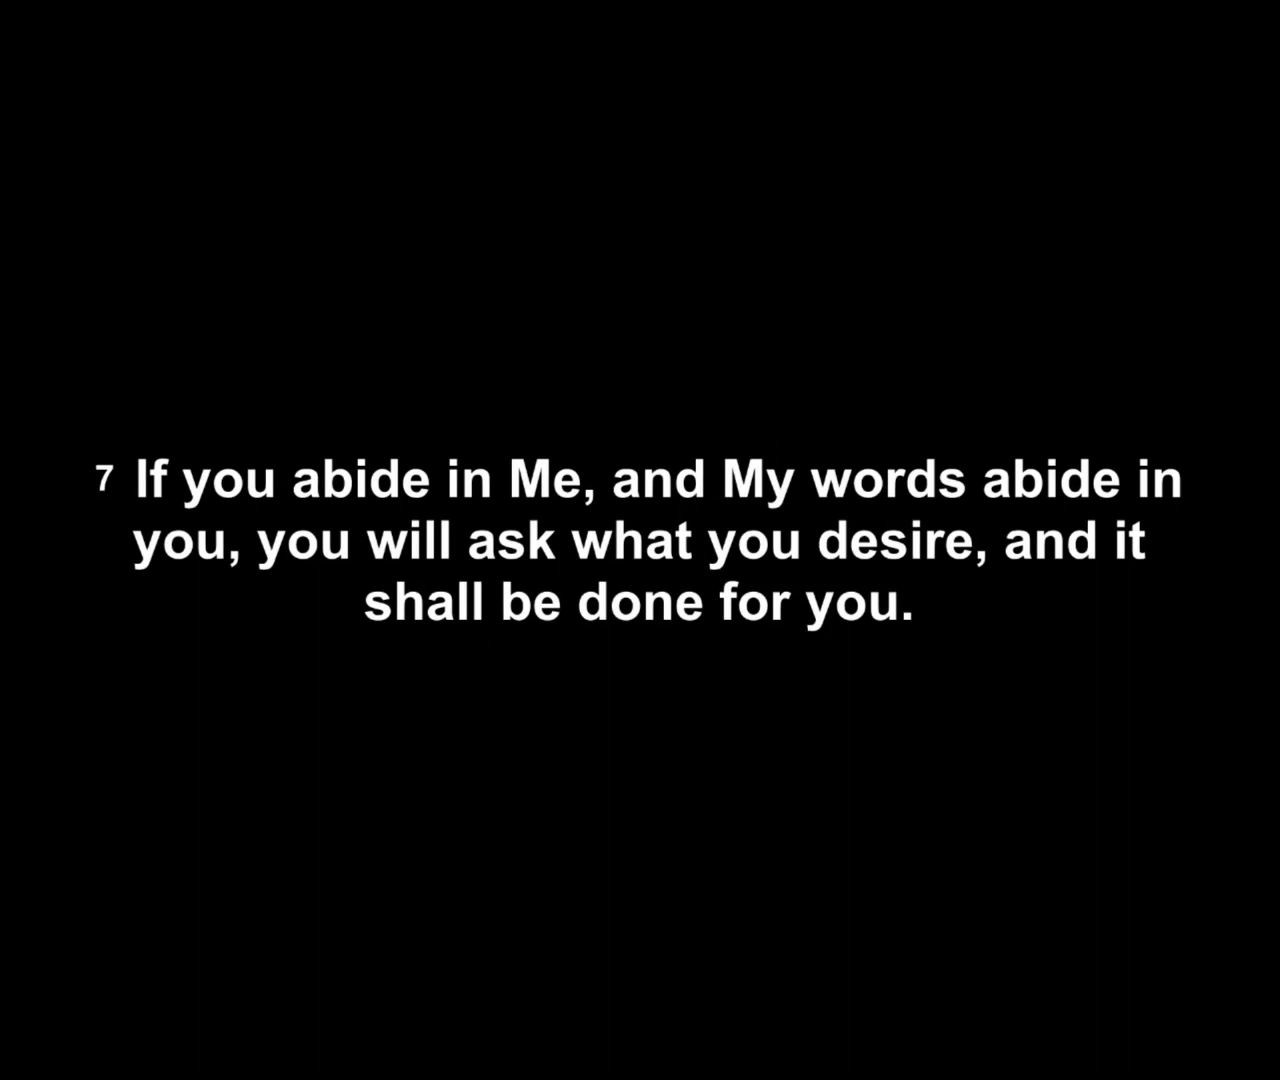 7 If you abide in Me, and My words abide in
you, you will ask what you desire, and it
shall be done for you.